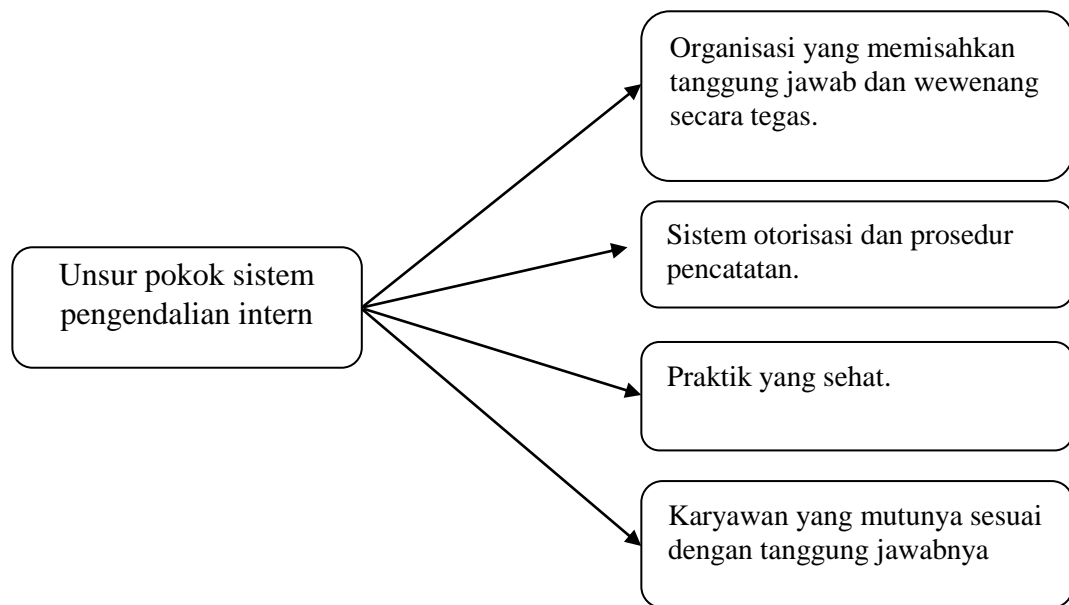 Organisasi yang memisahkan
tanggung jawab dan wewenang
secara tegas.
Sistem otorisasi dan prosedur
pencatatan.
Unsur pokok sistem
pengendalian intern
Praktik yang sehat.
Karyawan yang mutunya sesuai
dengan tanggung jawabnya